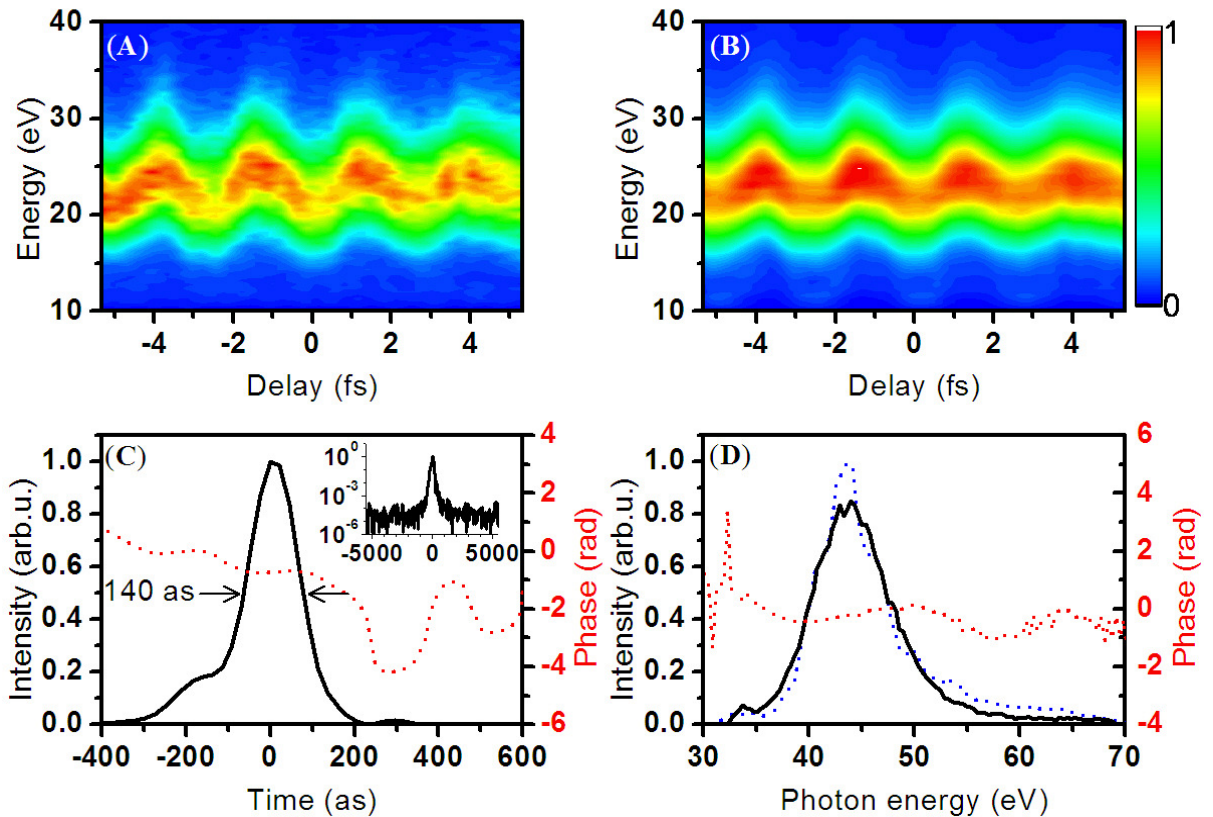 (A)
Energy (eV)
40
30
20
10
-4 -2 0 2 4
Delay (fs)
(B)
Energy (eV)
40
30
20
10
-4 -2 0 2 4
Delay (fs)
1
0
(C)
Intensity (arb.u.)
1.0
0.8
0.6
0.4
0.2
0.0
140 as
10^0
10^-3
10^-6
10
-5000 0 5000
4
2
0
-2
-4
-6
Phase (rad)
-400 -200 0 200 400 600
Time (as)
(D)
Intensity (arb.u.)
1.0
0.8
0.6
0.4
0.2
0.0
6
4
2
0
-2
-4
Phase (rad)
30 40 50 60 70
Photon energy (eV)